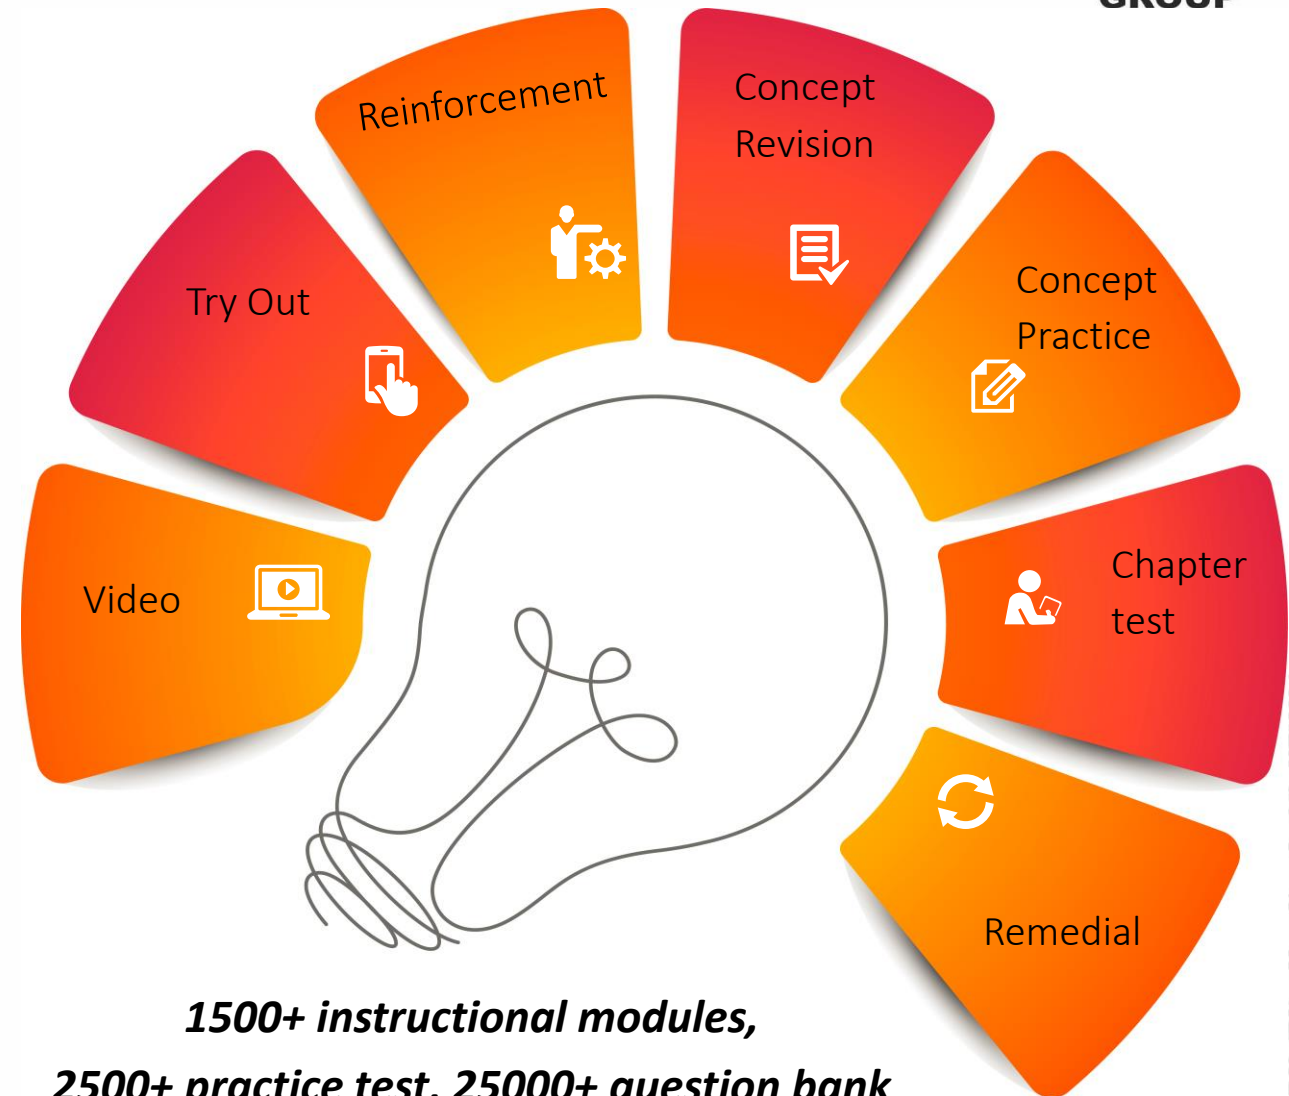 GROUP
Reinforcement
Concept
Revision
Try Out
Concept
Practice
Video
Chapter
test
Remedial
1500+ instructional modules,
2500+ practice test, 25000+ question bank